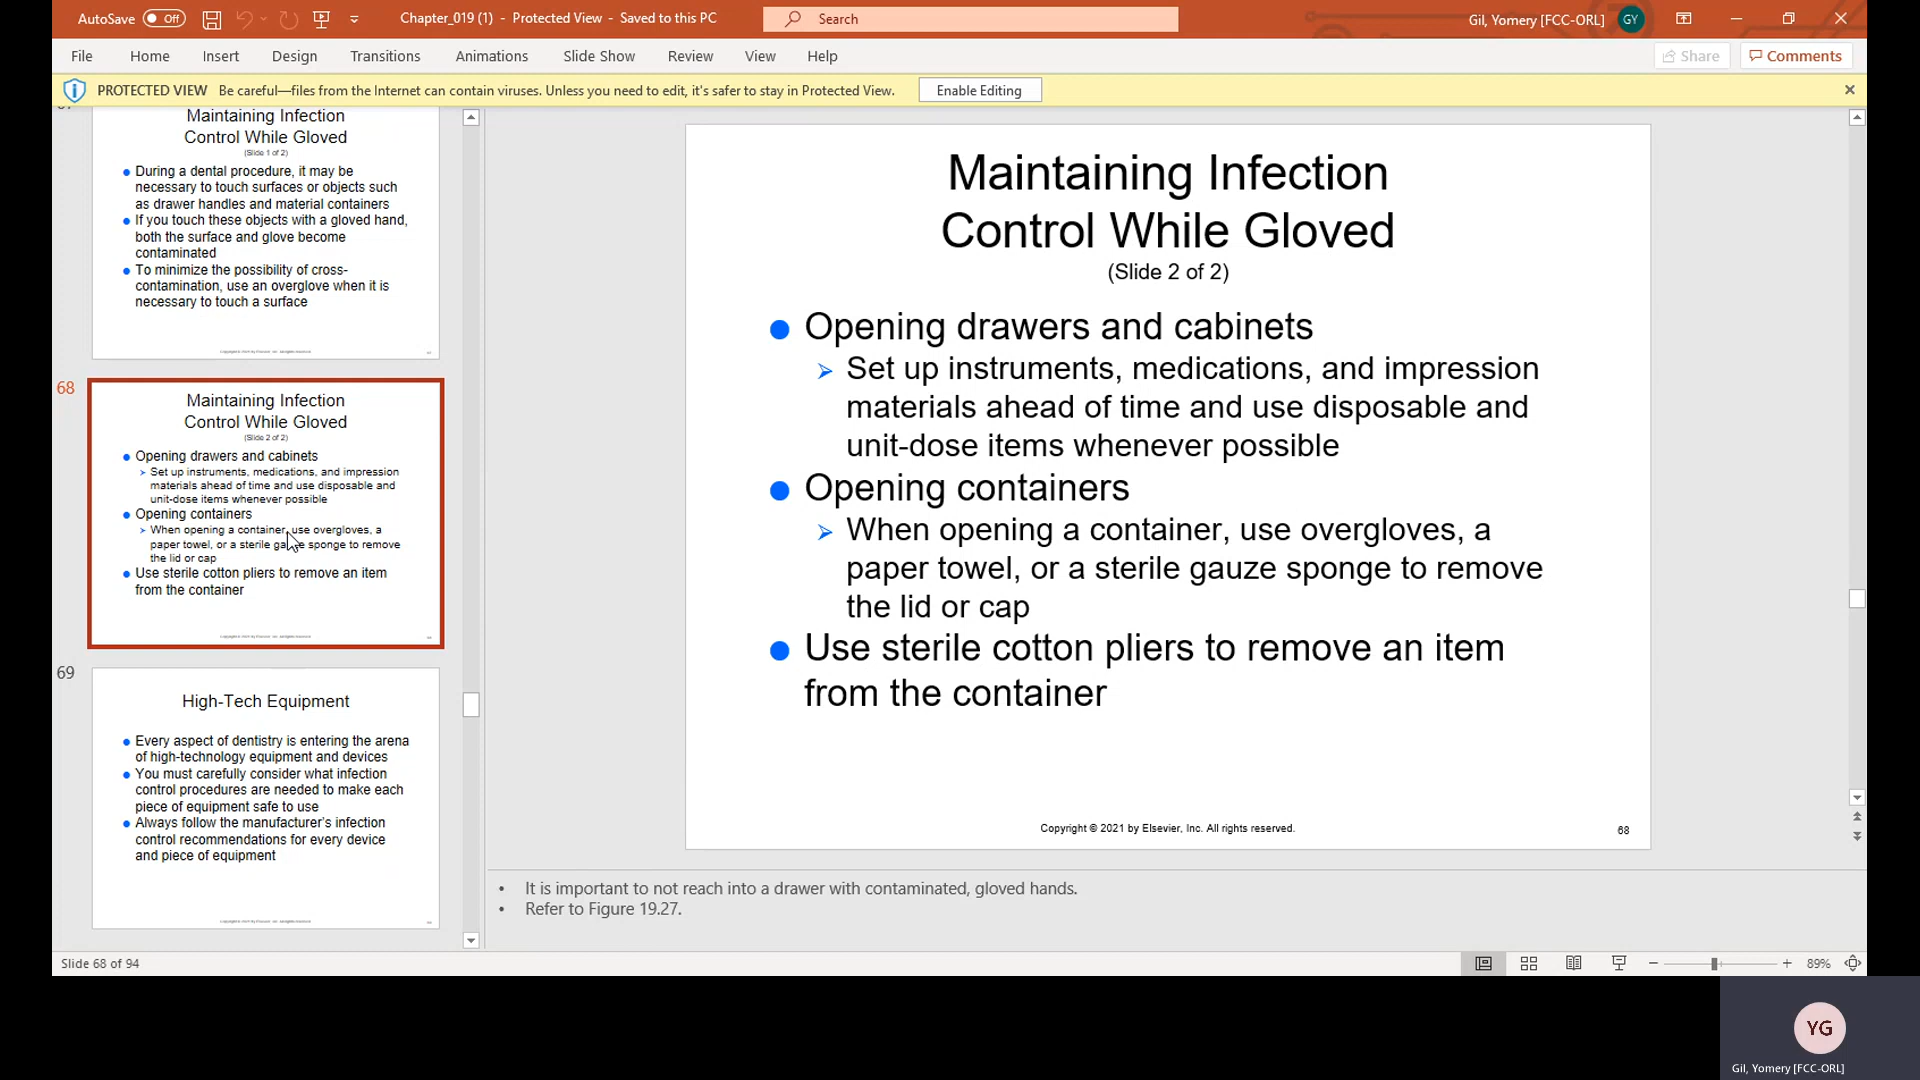 AutoSave Off Chapter_019 (1) - Protected View - Saved to this PC Search Gil, Yomery [FCC-ORL] GY
File Home Insert Design Transitions Animations Slide Show Review View Help Share Comments
PROTECTED VIEW Be careful—files from the Internet can contain viruses. Unless you need to edit, it's safer to stay in Protected View. Enable Editing
Maintaining Infection
Control While Gloved
(Slide 1 of 2)
During a dental procedure, it may be
necessary to touch surfaces or objects such
as drawer handles and material containers
If you touch these objects with a gloved hand,
both the surface and glove become
contaminated
To minimize the possibility of cross-
contamination, use an overglove when it is
necessary to touch a surface
68
Maintaining Infection
Control While Gloved
(Slide 2 of 2)
Opening drawers and cabinets
Set up instruments, medications, and impression
materials ahead of time and use disposable and
unit-dose items whenever possible
Opening containers
When opening a container, use overgloves, a
paper towel, or a sterile gauze sponge to remove
the lid or cap
Use sterile cotton pliers to remove an item
from the container
69
High-Tech Equipment
Every aspect of dentistry is entering the arena
of high-technology equipment and devices
You must carefully consider what infection
control procedures are needed to make each
piece of equipment safe to use
Always follow the manufacturer's infection
control recommendations for every device
and piece of equipment
Maintaining Infection
Control While Gloved
(Slide 2 of 2)
Opening drawers and cabinets
Set up instruments, medications, and impression
materials ahead of time and use disposable and
unit-dose items whenever possible
Opening containers
When opening a container, use overgloves, a
paper towel, or a sterile gauze sponge to remove
the lid or cap
Use sterile cotton pliers to remove an item
from the container
Copyright © 2021 by Elsevier, Inc. All rights reserved.
68
It is important to not reach into a drawer with contaminated, gloved hands.
Refer to Figure 19.27.
Slide 68 of 94 89%
YG
Gil, Yomery [FCC-ORL]